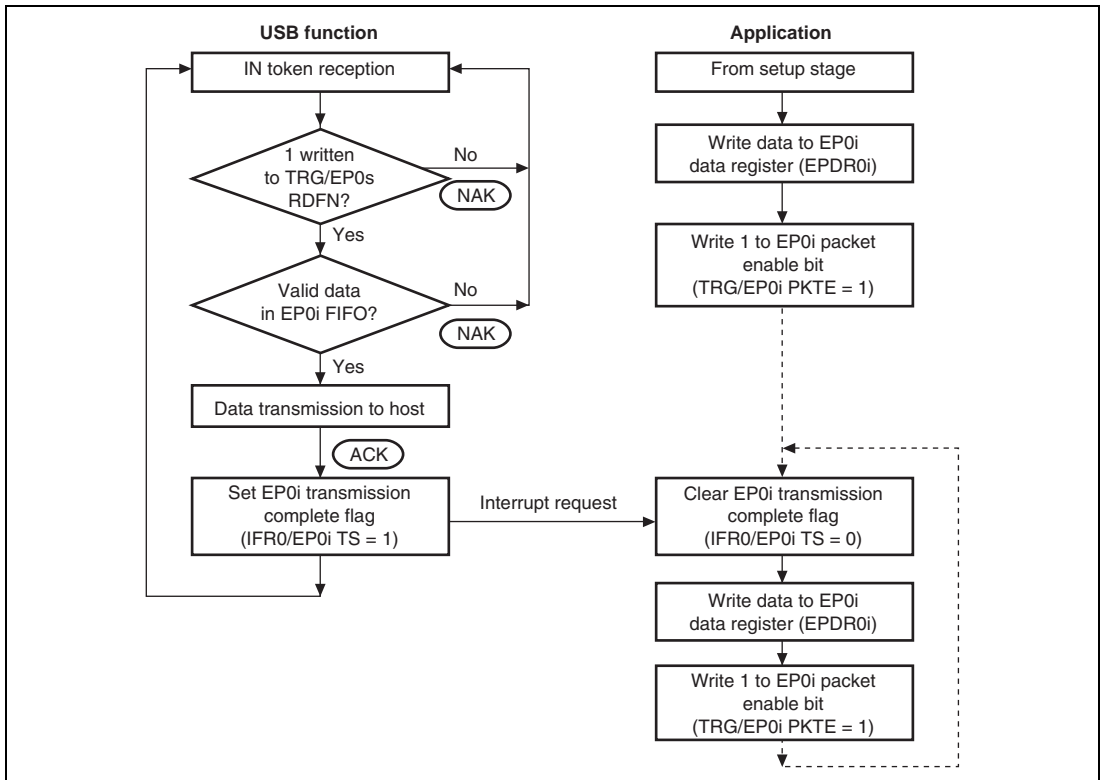 USB function
IN token reception
1 written
to TRG/EP0s
RDFN?
No
NAK
Yes
Valid data
in EP0i FIFO?
No
NAK
Yes
Data transmission to host
ACK
Set EP0i transmission
complete flag
(IFR0/EP0i TS = 1)
Interrupt request
Application
From setup stage
Write data to EP0i
data register (EPDR0i)
Write 1 to EP0i packet
enable bit
(TRG/EP0i PKTE = 1)
Clear EP0i transmission
complete flag
(IFR0/EP0i TS = 0)
Write data to EP0i
data register (EPDR0i)
Write 1 to EP0i packet
enable bit
(TRG/EP0i PKTE = 1)